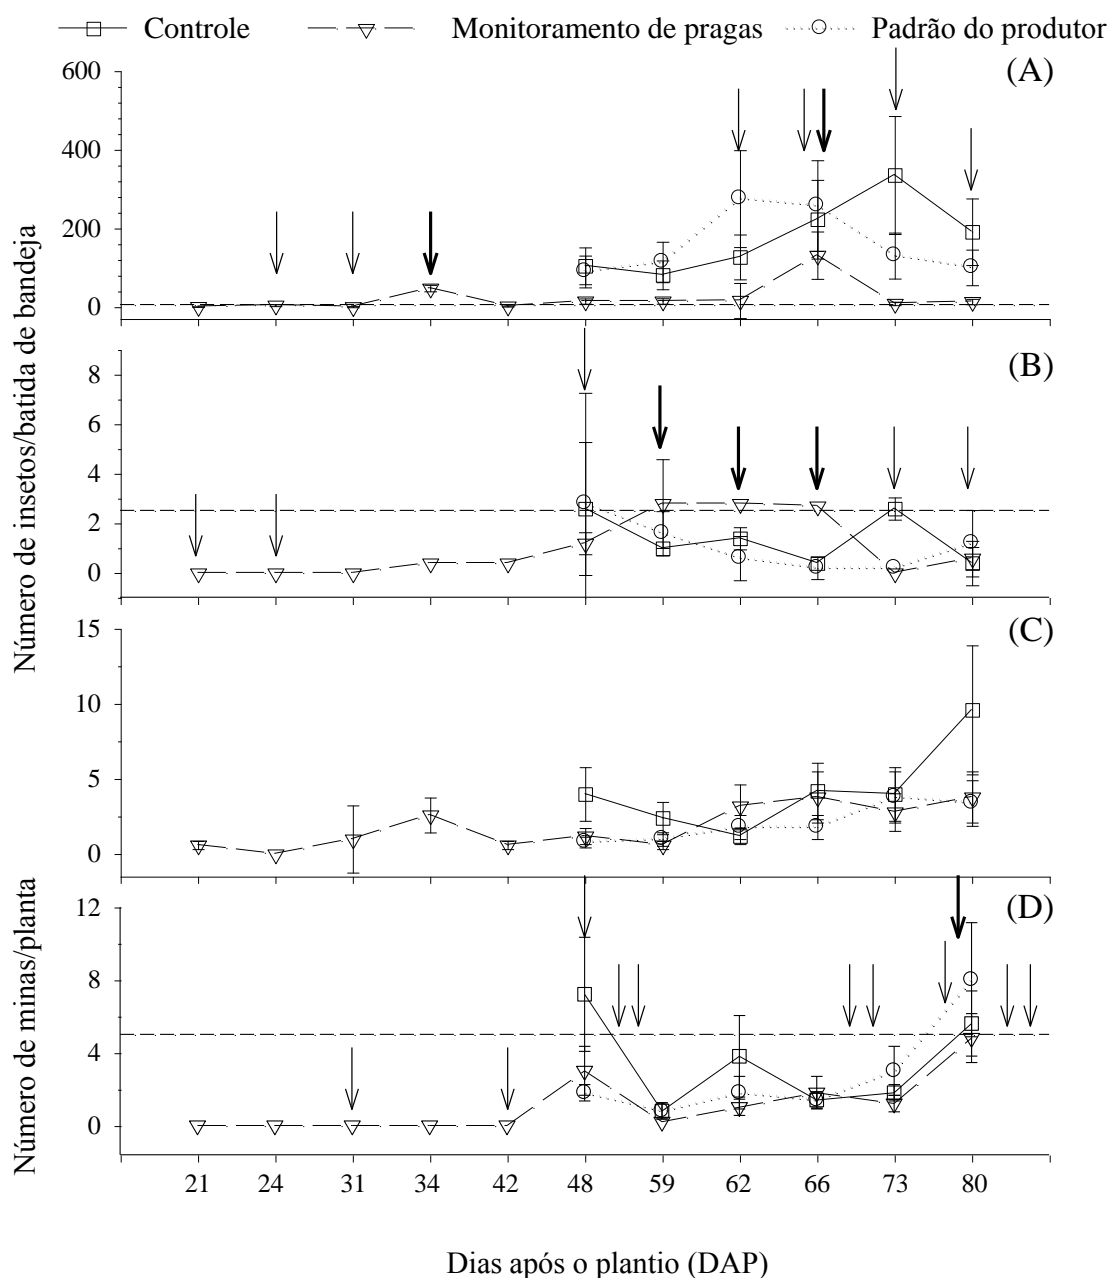 Controle Monitoramento de pragas Padrão do produtor
(A)
600
400
200
0
(B)
8
6
4
2
0
Número de insetos/batida de bandeja
(C)
15
10
5
0
(D)
12
8
4
0
Número de minas/planta
21 24 31 34 42 48 59 62 66 73 80
Dias após o plantio (DAP)